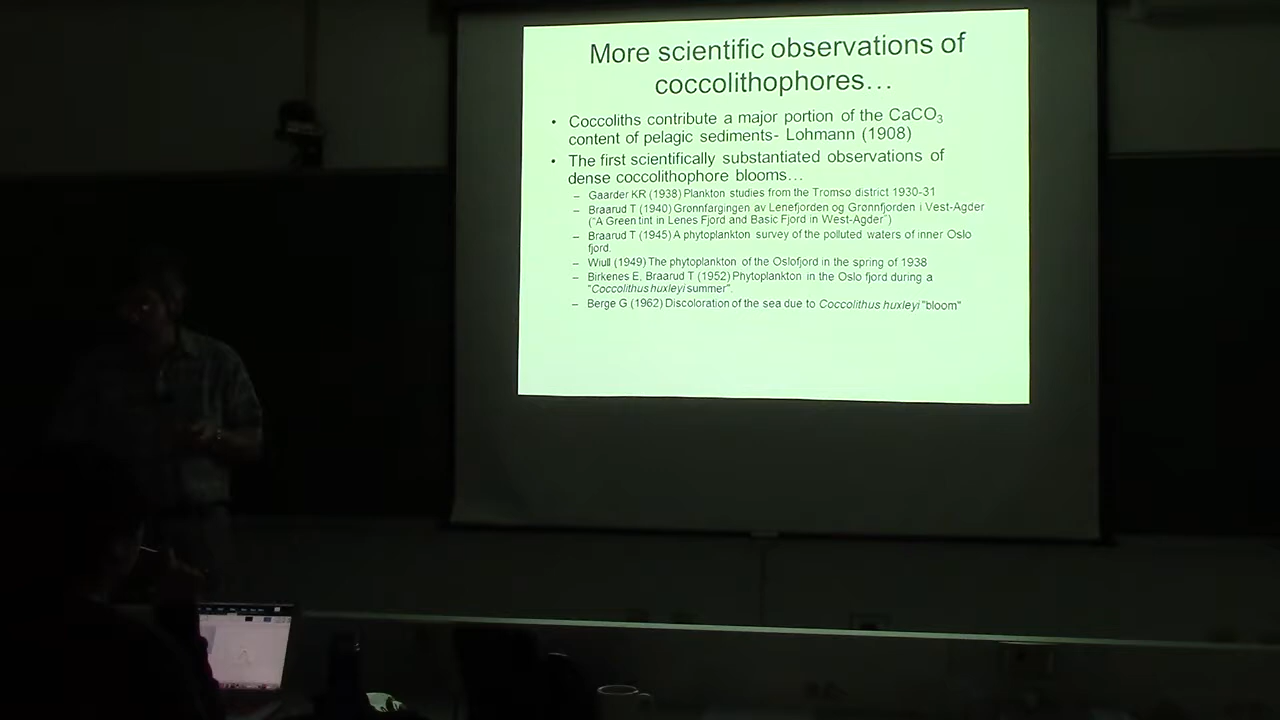 More scientific observations of
coccolithophores…
• Coccoliths contribute a major portion of the CaCO₃
content of pelagic sediments- Lohmann (1908)
• The first scientifically substantiated observations of
dense coccolithophore blooms…
– Gaarder KR (1938) Plankton studies from the Tromsø district 1930-31
– Braarud T (1940) Grønnfargingen av Lenefjorden og Grønnfjorden i Vest-Agder
("A Green tint in Lenes Fjord and Basic Fjord in West-Agder")
– Braarud T (1945) A phytoplankton survey of the polluted waters of inner Oslo
fjord.
– Wiull (1949) The phytoplankton of the Oslofjord in the spring of 1938
– Birkenes E, Braarud T (1952) Phytoplankton in the Oslo fjord during a
"Coccolithus huxleyi summer".
– Berge G (1962) Discoloration of the sea due to Coccolithus huxleyi "bloom"